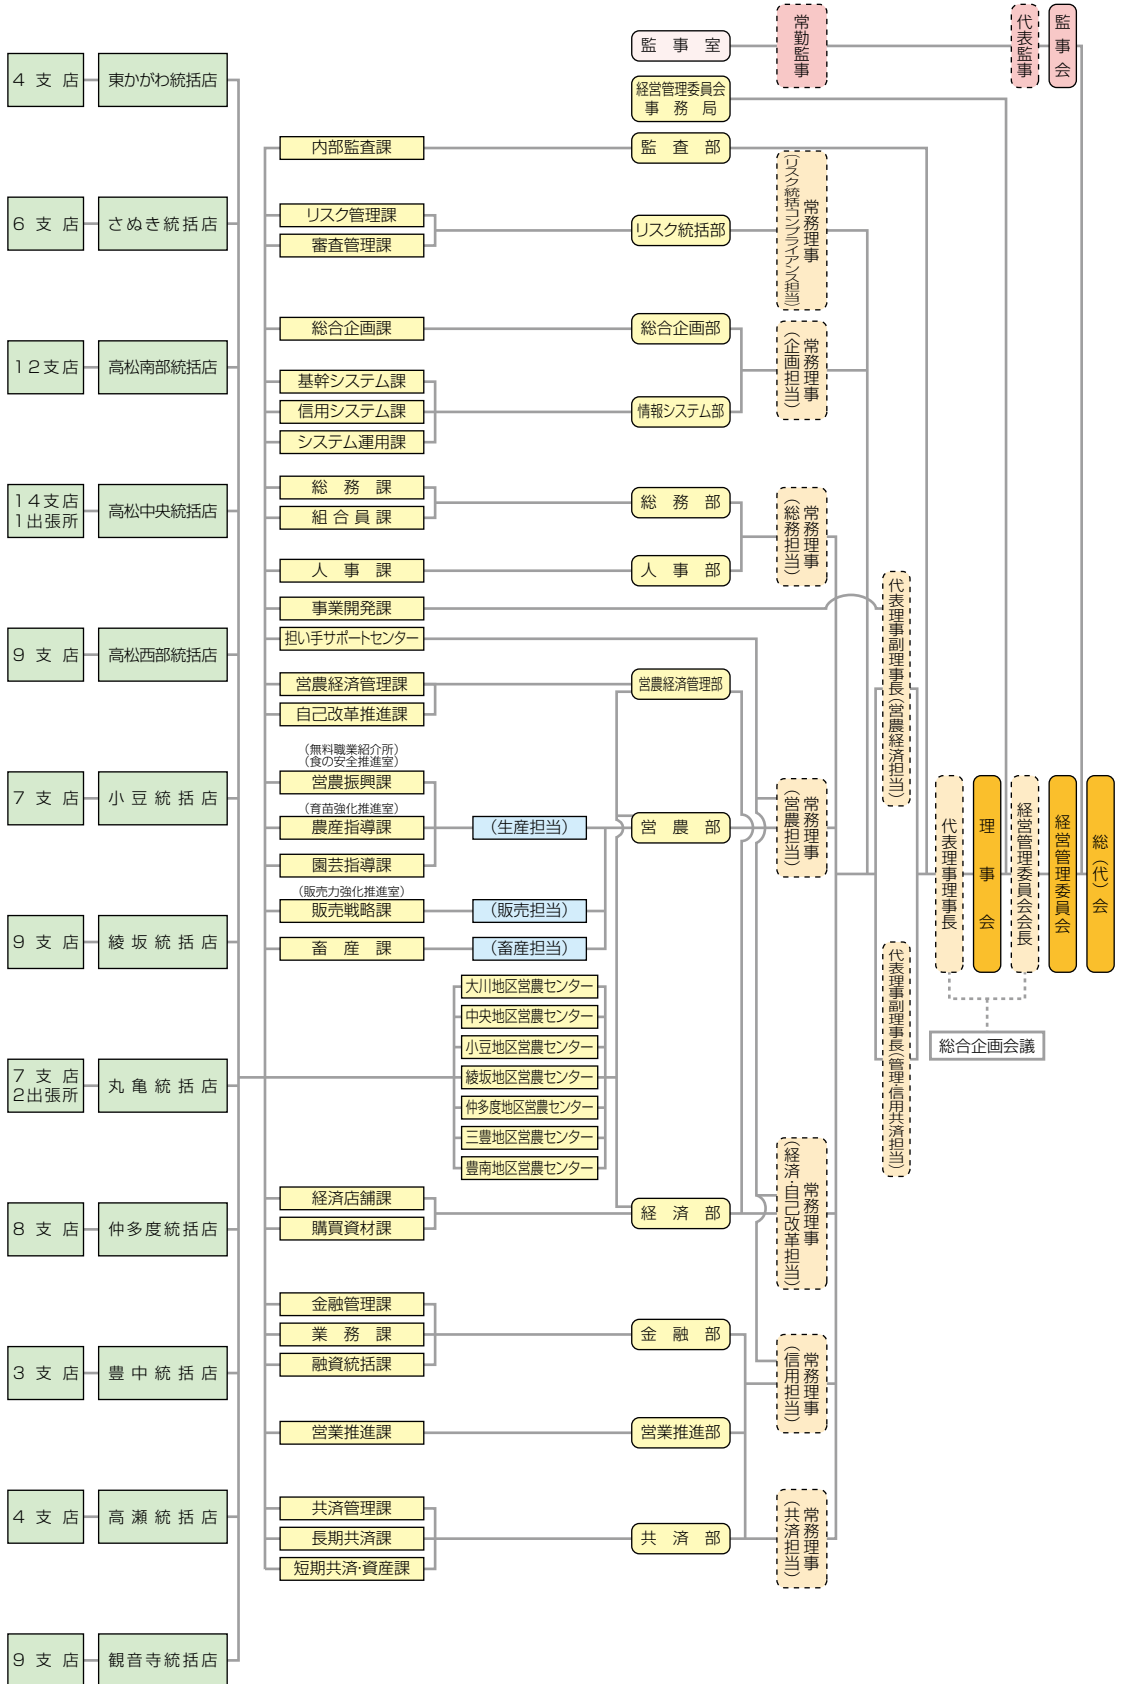 4 支 店
東かがわ統括店
6 支 店
さぬき統括店
12支店
高松南部統括店
14支店
1出張所
高松中央統括店
9 支 店
高松西部統括店
7 支 店
小 豆 統 括 店
9 支 店
綾 坂 統 括 店
7 支 店
2出張所
丸 亀 統 括 店
8 支 店
仲多度統括店
3 支 店
豊 中 統 括 店
4 支 店
高 瀬 統 括 店
9 支 店
観音寺統括店
内部監査課
リスク管理課
審査管理課
総合企画課
基幹システム課
信用システム課
システム運用課
総 務 課
組 合 員 課
人 事 課
事業開発課
担い手サポートセンター
営農経済管理課
自己改革推進課
(無料職業紹介所)
(食の安全推進室)
営農振興課
(育苗強化推進室)
農産指導課
園芸指導課
(販売力強化推進室)
販売戦略課
畜 産 課
経済店舗課
購買資材課
金融管理課
業 務 課
融資統括課
営業推進課
共済管理課
長期共済課
短期共済・資産課
(生産担当)
(販売担当)
(畜産担当)
大川地区営農センター
中央地区営農センター
小豆地区営農センター
綾坂地区営農センター
仲多度地区営農センター
三豊地区営農センター
豊南地区営農センター
監 事 室
経営管理委員会
事 務 局
監 査 部
リスク統括部
総合企画部
情報システム部
総 務 部
人 事 部
営農経済管理部
営 農 部
経 済 部
金 融 部
営業推進部
共 済 部
常勤監事
常務理事
(リスク統括・コンプライアンス担当)
常務理事
(企画担当)
常務理事
(総務担当)
常務理事
(営農担当)
常務理事
(経済・自己改革担当)
常務理事
(信用担当)
常務理事
(共済担当)
代表理事副理事長(営農経済担当)
代表理事副理事長(管理・信用共済担当)
代表理事理事長
理 事 会
経営管理委員会会長
経営管理委員会
総(代)会
代表監事
監事会
総合企画会議